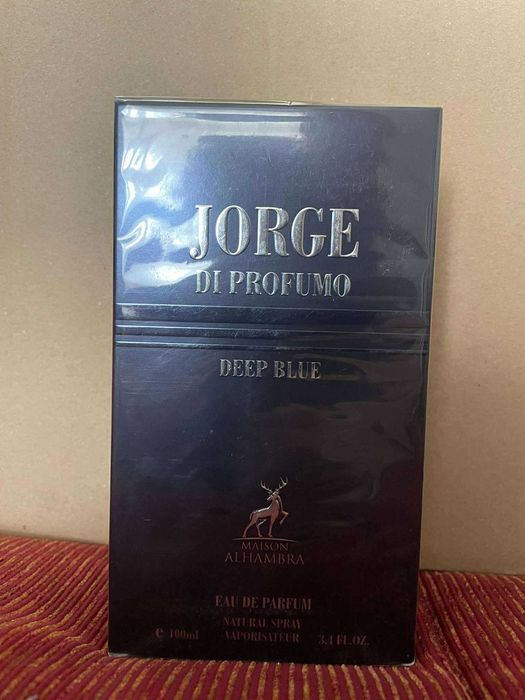 JORGE
DI PROFUMO
DEEP BLUE
MAISON
ALHAMBRA
EAU DE PARFUM
NATURAL SPRAY
℮ 100ml VAPORISATEUR 3.4 FL.OZ.